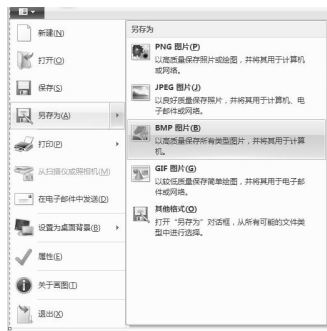 新建(N)
打开(O)
保存(S)
另存为(A)
打印(P)
从扫描仪或照相机(M)
在电子邮件中发送(D)
设置为桌面背景(B)
属性(E)
关于画图(T)
退出(X)
另存为
PNG 图片(P)
以高质量保存照片或绘图，并将其用于计算机
或网络。
JPEG 图片(J)
以良好质量保存照片，并将其用于计算机、电
子邮件或网络。
BMP 图片(B)
以高质量保存所有类型图片，并将其用于计算
机。
GIF 图片(G)
以较低质量保存简单绘图，并将其用于电子邮
件或网络。
其他格式(O)
打开“另存为”对话框，从所有可能的文件类
型中进行选择。